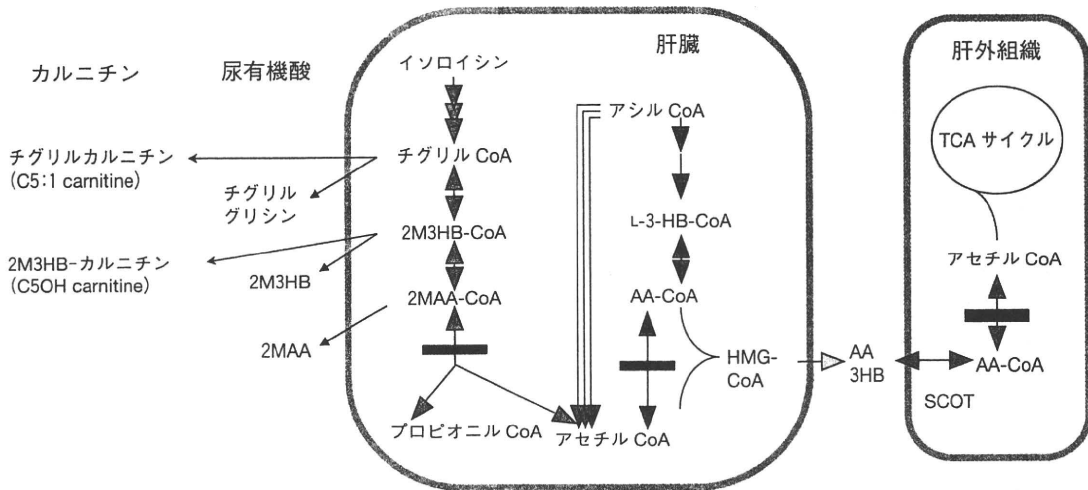 カルニチン
尿有機酸
肝臓
肝外組織
イソロイシン
アシル CoA
TCA サイクル
チグリルカルニチン
(C5:1 carnitine)
チグリル CoA
チグリル
グリシン
L-3-HB-CoA
2M3HB-CoA
2M3HB-カルニチン
(C5OH carnitine)
2M3HB
アセチル CoA
2MAA-CoA
AA-CoA
2MAA
HMG-
CoA
AA
3HB
AA-CoA
SCOT
プロピオニル CoA
アセチル CoA